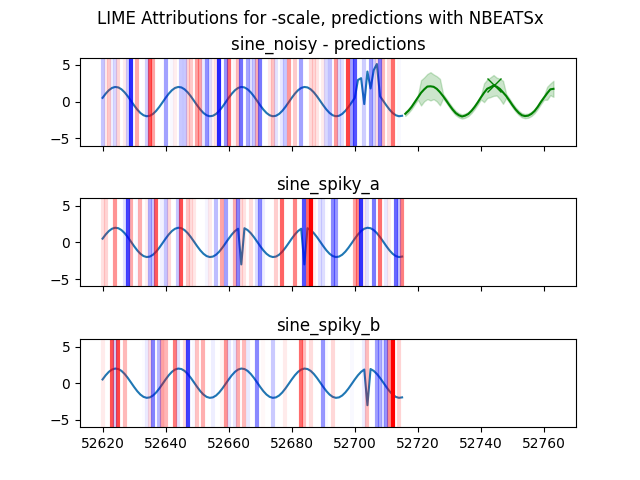 LIME Attributions for -scale, predictions with NBEATSx
sine_noisy - predictions
5
0
−5
sine_spiky_a
5
0
−5
sine_spiky_b
5
0
−5
52620 52640 52660 52680 52700 52720 52740 52760